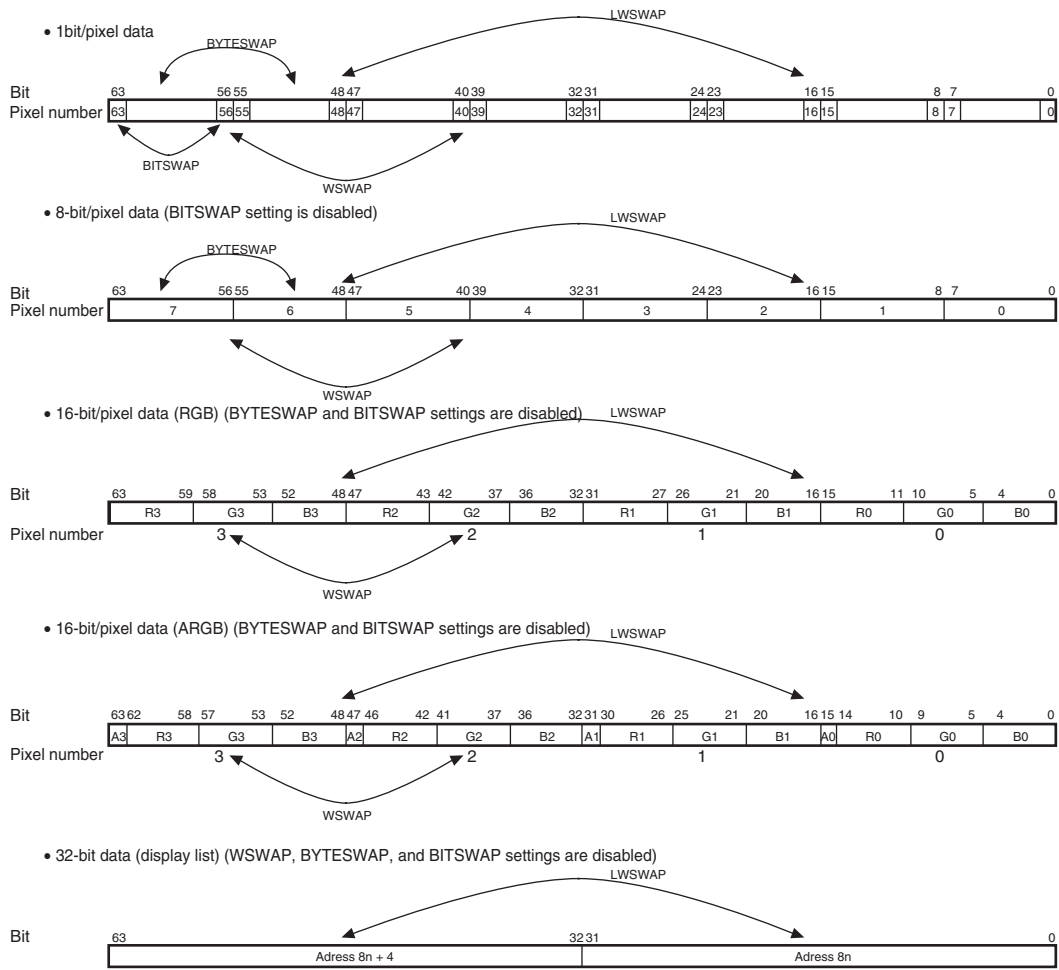 • 1bit/pixel data
LWSWAP
BYTESWAP
Bit 63 56 55 48 47 40 39 32 31 24 23 16 15 8 7 0
Pixel number 63 56 55 48 47 40 39 32 31 24 23 16 15 8 7 0
BITSWAP
WSWAP
• 8-bit/pixel data (BITSWAP setting is disabled)
LWSWAP
BYTESWAP
Bit 63 56 55 48 47 40 39 32 31 24 23 16 15 8 7 0
Pixel number 7 6 5 4 3 2 1 0
WSWAP
• 16-bit/pixel data (RGB) (BYTESWAP and BITSWAP settings are disabled)
LWSWAP
Bit 63 59 58 53 52 48 47 43 42 37 36 32 31 27 26 21 20 16 15 11 10 5 4 0
R3 G3 B3 R2 G2 B2 R1 G1 B1 R0 G0 B0
Pixel number 3 2 1 0
WSWAP
• 16-bit/pixel data (ARGB) (BYTESWAP and BITSWAP settings are disabled)
LWSWAP
Bit 63 62 58 57 53 52 48 47 46 42 41 37 36 32 31 30 26 25 21 20 16 15 14 10 9 5 4 0
A3 R3 G3 B3 A2 R2 G2 B2 A1 R1 G1 B1 A0 R0 G0 B0
Pixel number 3 2 1 0
WSWAP
• 32-bit data (display list) (WSWAP, BYTESWAP, and BITSWAP settings are disabled)
LWSWAP
Bit 63 32 31 0
Adress 8n + 4 Adress 8n